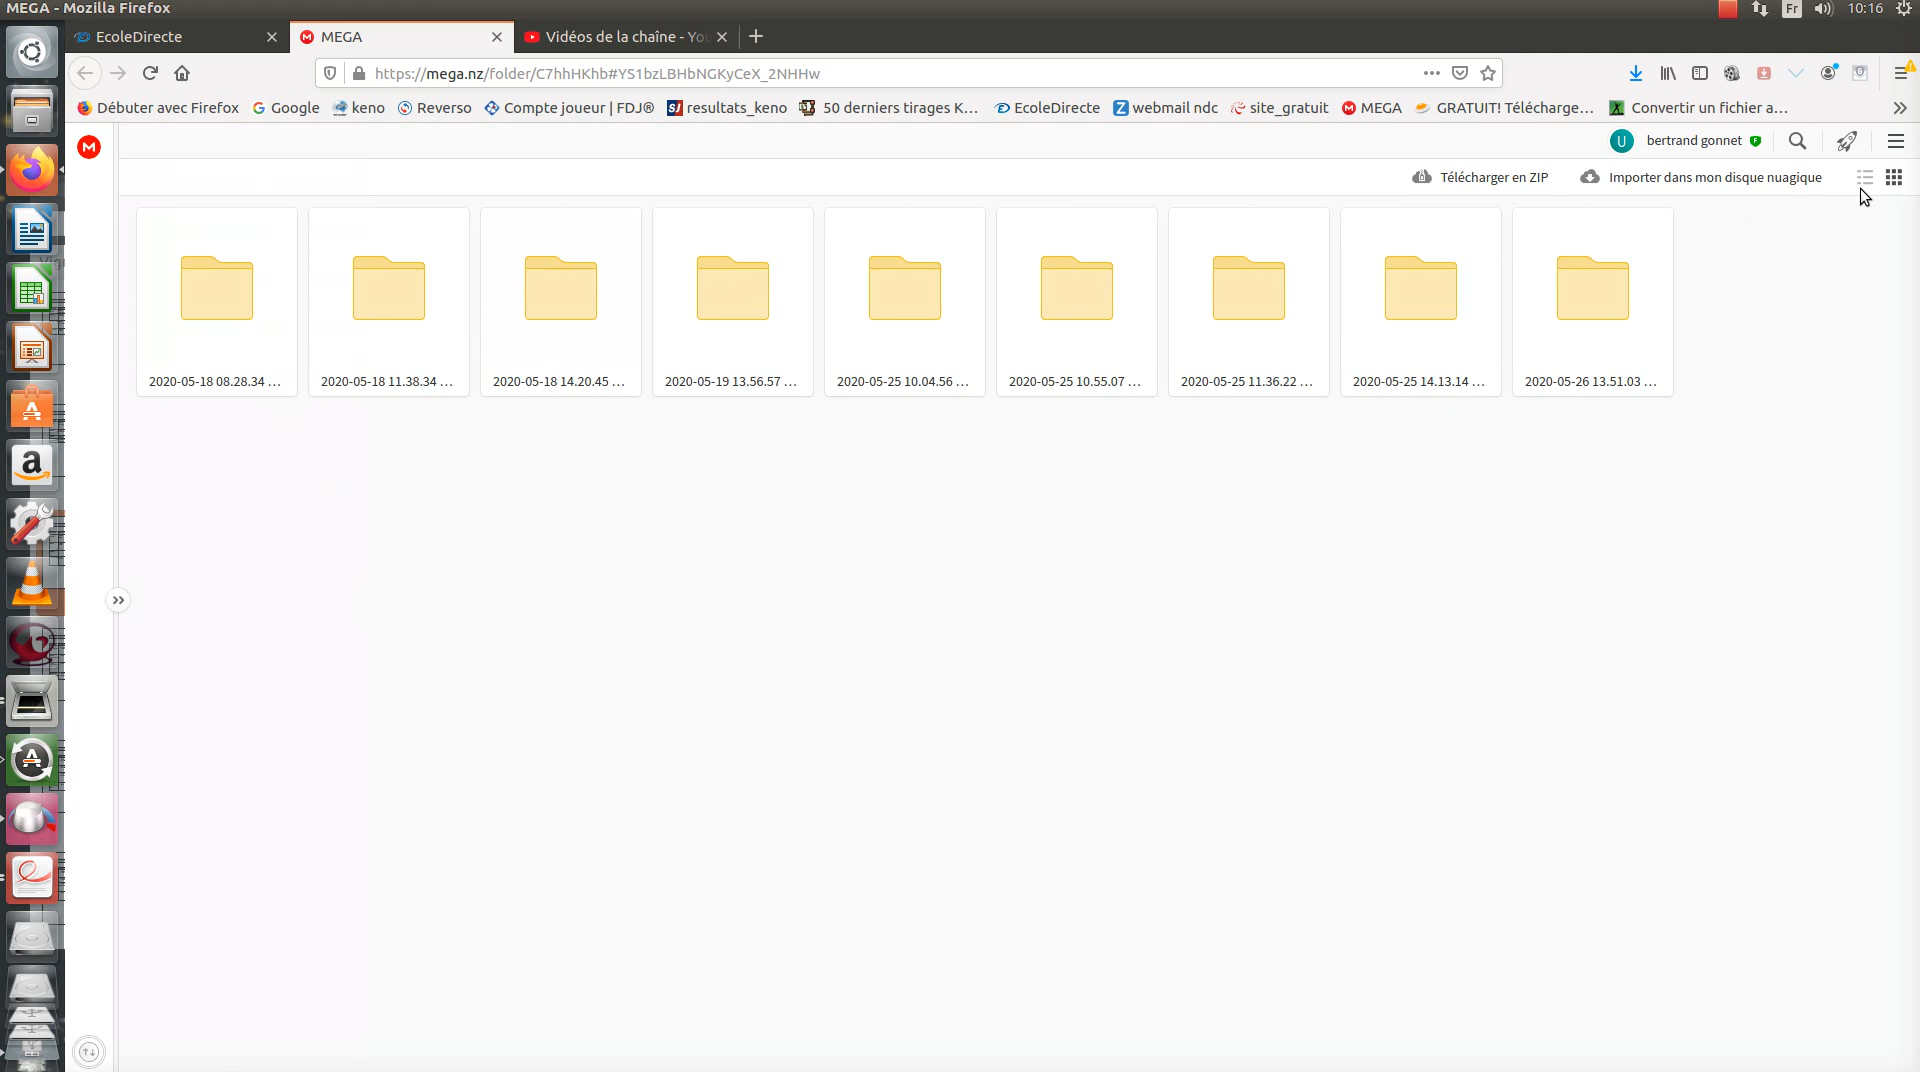 MEGA - Mozilla Firefox
Fr
10:16
EcoleDirecte
MEGA
Vidéos de la chaîne - Yo
https://mega.nz/folder/C7hhHKhb#YS1bzLBHbNGKyCeX_2NHHw
Débuter avec Firefox
Google
keno
Reverso
Compte joueur | FDJ®
resultats_keno
50 derniers tirages K...
EcoleDirecte
webmail ndc
site_gratuit
MEGA
GRATUIT! Télécharge...
Convertir un fichier a...
U
bertrand gonnet
Télécharger en ZIP
Importer dans mon disque nuagique
2020-05-18 08.28.34 ...
2020-05-18 11.38.34 ...
2020-05-18 14.20.45 ...
2020-05-19 13.56.57 ...
2020-05-25 10.04.56 ...
2020-05-25 10.55.07 ...
2020-05-25 11.36.22 ...
2020-05-25 14.13.14 ...
2020-05-26 13.51.03 ...